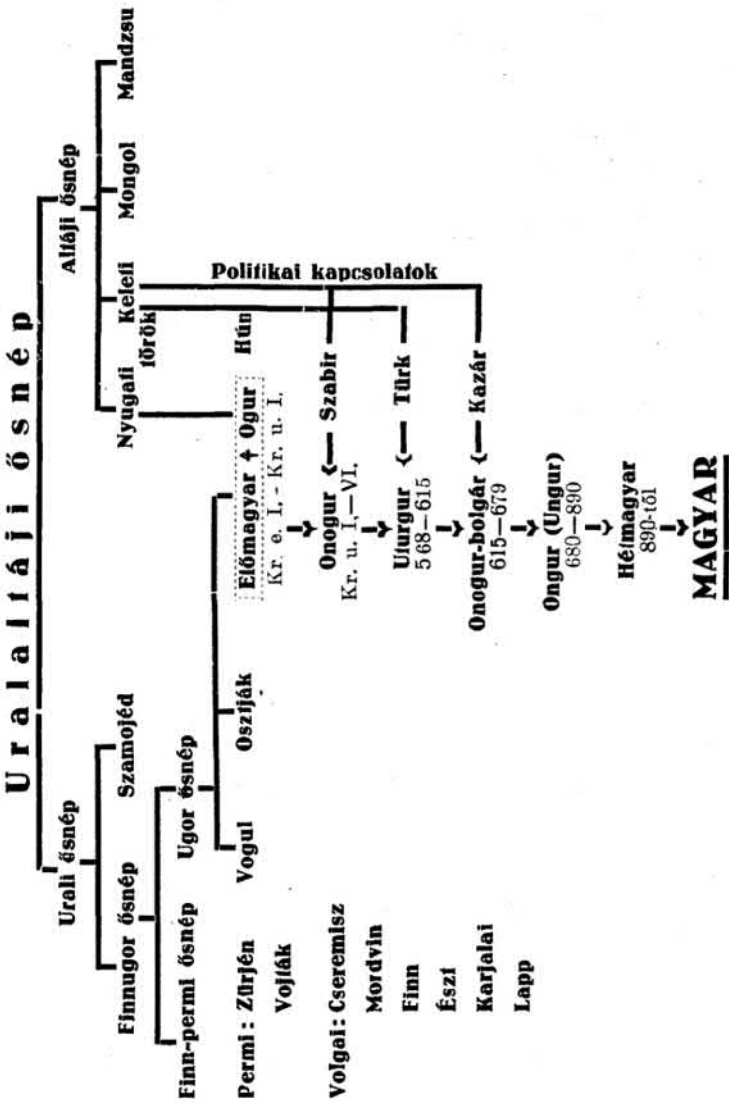 Uralaltáji ősnép
Urali ősnép
Altáji ősnép
Finnugor ősnép
Szamojéd
Nyugati
Keleti
török
Mongol
Mandzsu
Finn-permi ősnép
Ugor ősnép
Permi: Zűrjén
Vojták
Vogul
Osztják
Előmagyar ↑ Ogur
Hún
Kr. e. I.- Kr. u. I.
Politikai kapcsolatok
Volgai: Cseremisz
Mordvin
Finn
Észt
Karjalai
Lapp
Onogur
Szabir
Kr. u. I.—VI.
Uturgur
Türk
568—615
Onogur-bolgár
Kazár
615—679
Ongur (Ungur)
680—890
Hétmagyar
890-től
MAGYAR